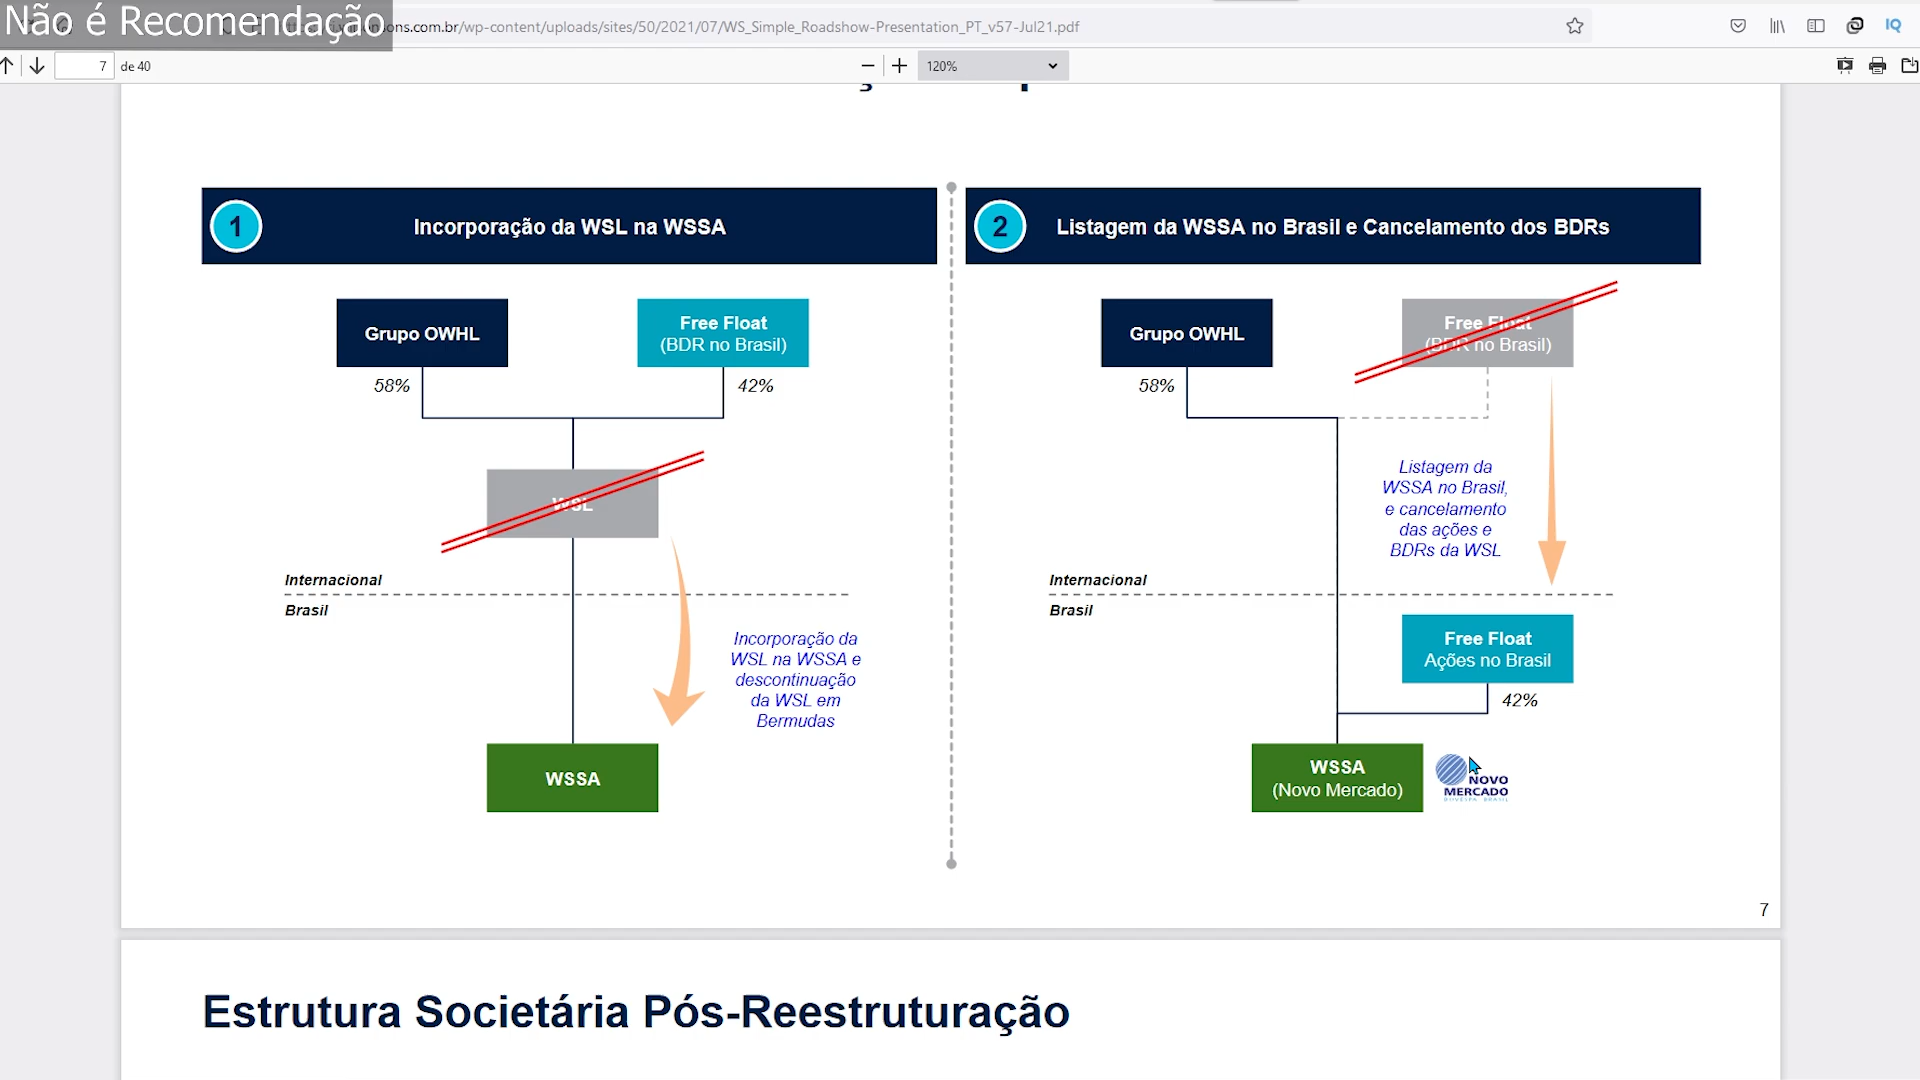 Não é Recomendação
ons.com.br/wp-content/uploads/sites/50/2021/07/WS_Simple_Roadshow-Presentation_PT_v57-Jul21.pdf
IQ
7 de 40
120%
1
Incorporação da WSL na WSSA
2
Listagem da WSSA no Brasil e Cancelamento dos BDRs
Grupo OWHL
Free Float
(BDR no Brasil)
58%
42%
WSL
Internacional
Brasil
Incorporação da
WSL na WSSA e
descontinuação
da WSL em
Bermudas
WSSA
Grupo OWHL
Free Float
(BDR no Brasil)
58%
Listagem da
WSSA no Brasil,
e cancelamento
das ações e
BDRs da WSL
Internacional
Brasil
Free Float
Ações no Brasil
42%
WSSA
(Novo Mercado)
NOVO
MERCADO
BOVESPA BRASIL
7
Estrutura Societária Pós-Reestruturação